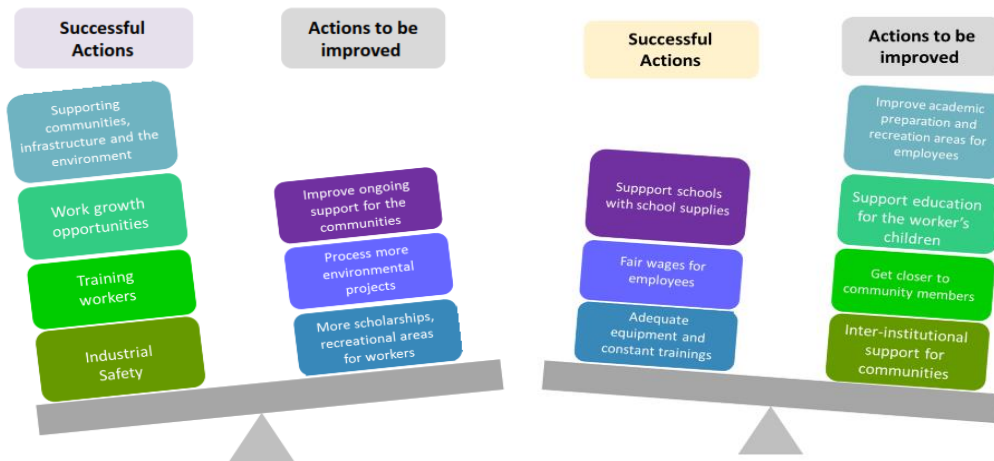 Successful
Actions
Supporting
communities,
infrastructure and the
environment
Work growth
opportunities
Training
workers
Industrial
Safety
Actions to be
improved
Improve ongoing
support for the
communities
Process more
environmental
projects
More scholarships,
recreational areas
for workers
Successful
Actions
Suppport schools
with school supplies
Fair wages for
employees
Adequate
equipment and
constant trainings
Actions to be
improved
Improve academic
preparation and
recreation areas for
employees
Support education
for the worker's
children
Get closer to
community members
Inter-institutional
support for
communities